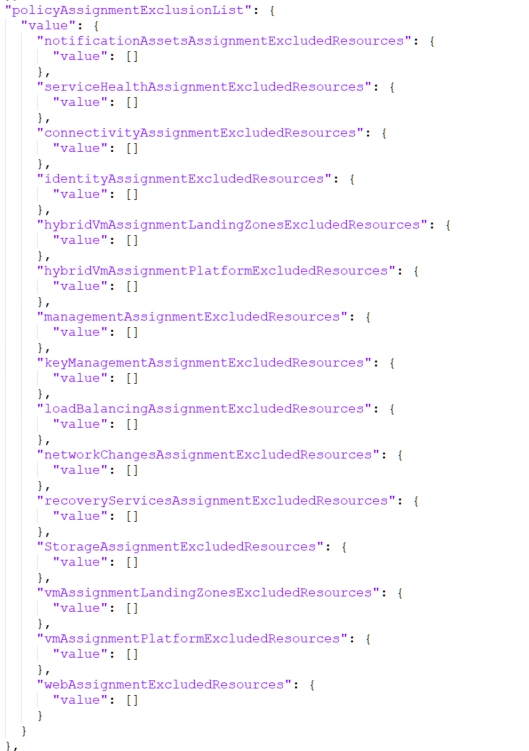 "policyAssignmentExclusionList": {
"value": {
"notificationAssetsAssignmentExcludedResources": {
"value": []
},
"serviceHealthAssignmentExcludedResources": {
"value": []
},
"connectivityAssignmentExcludedResources": {
"value": []
},
"identityAssignmentExcludedResources": {
"value": []
},
"hybridVmAssignmentLandingZonesExcludedResources": {
"value": []
},
"hybridVmAssignmentPlatformExcludedResources": {
"value": []
},
"managementAssignmentExcludedResources": {
"value": []
},
"keyManagementAssignmentExcludedResources": {
"value": []
},
"loadBalancingAssignmentExcludedResources": {
"value": []
},
"networkChangesAssignmentExcludedResources": {
"value": []
},
"recoveryServicesAssignmentExcludedResources": {
"value": []
},
"StorageAssignmentExcludedResources": {
"value": []
},
"vmAssignmentLandingZonesExcludedResources": {
"value": []
},
"vmAssignmentPlatformExcludedResources": {
"value": []
},
"webAssignmentExcludedResources": {
"value": []
}
}
},